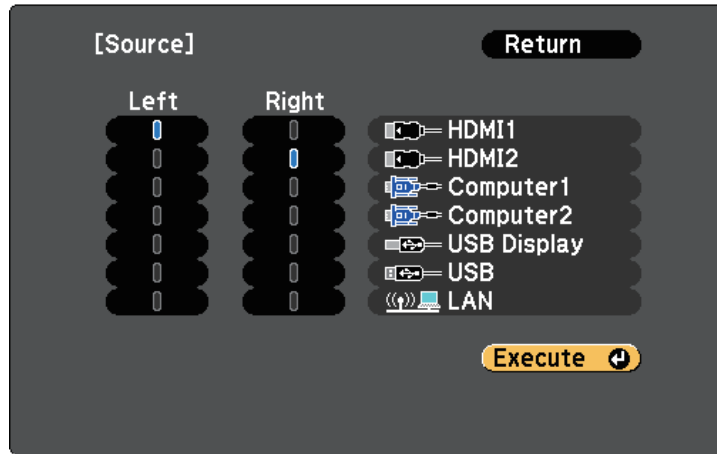 [Source]
Return
Left Right
HDMI1
HDMI2
Computer1
Computer2
USB Display
USB
LAN
Execute